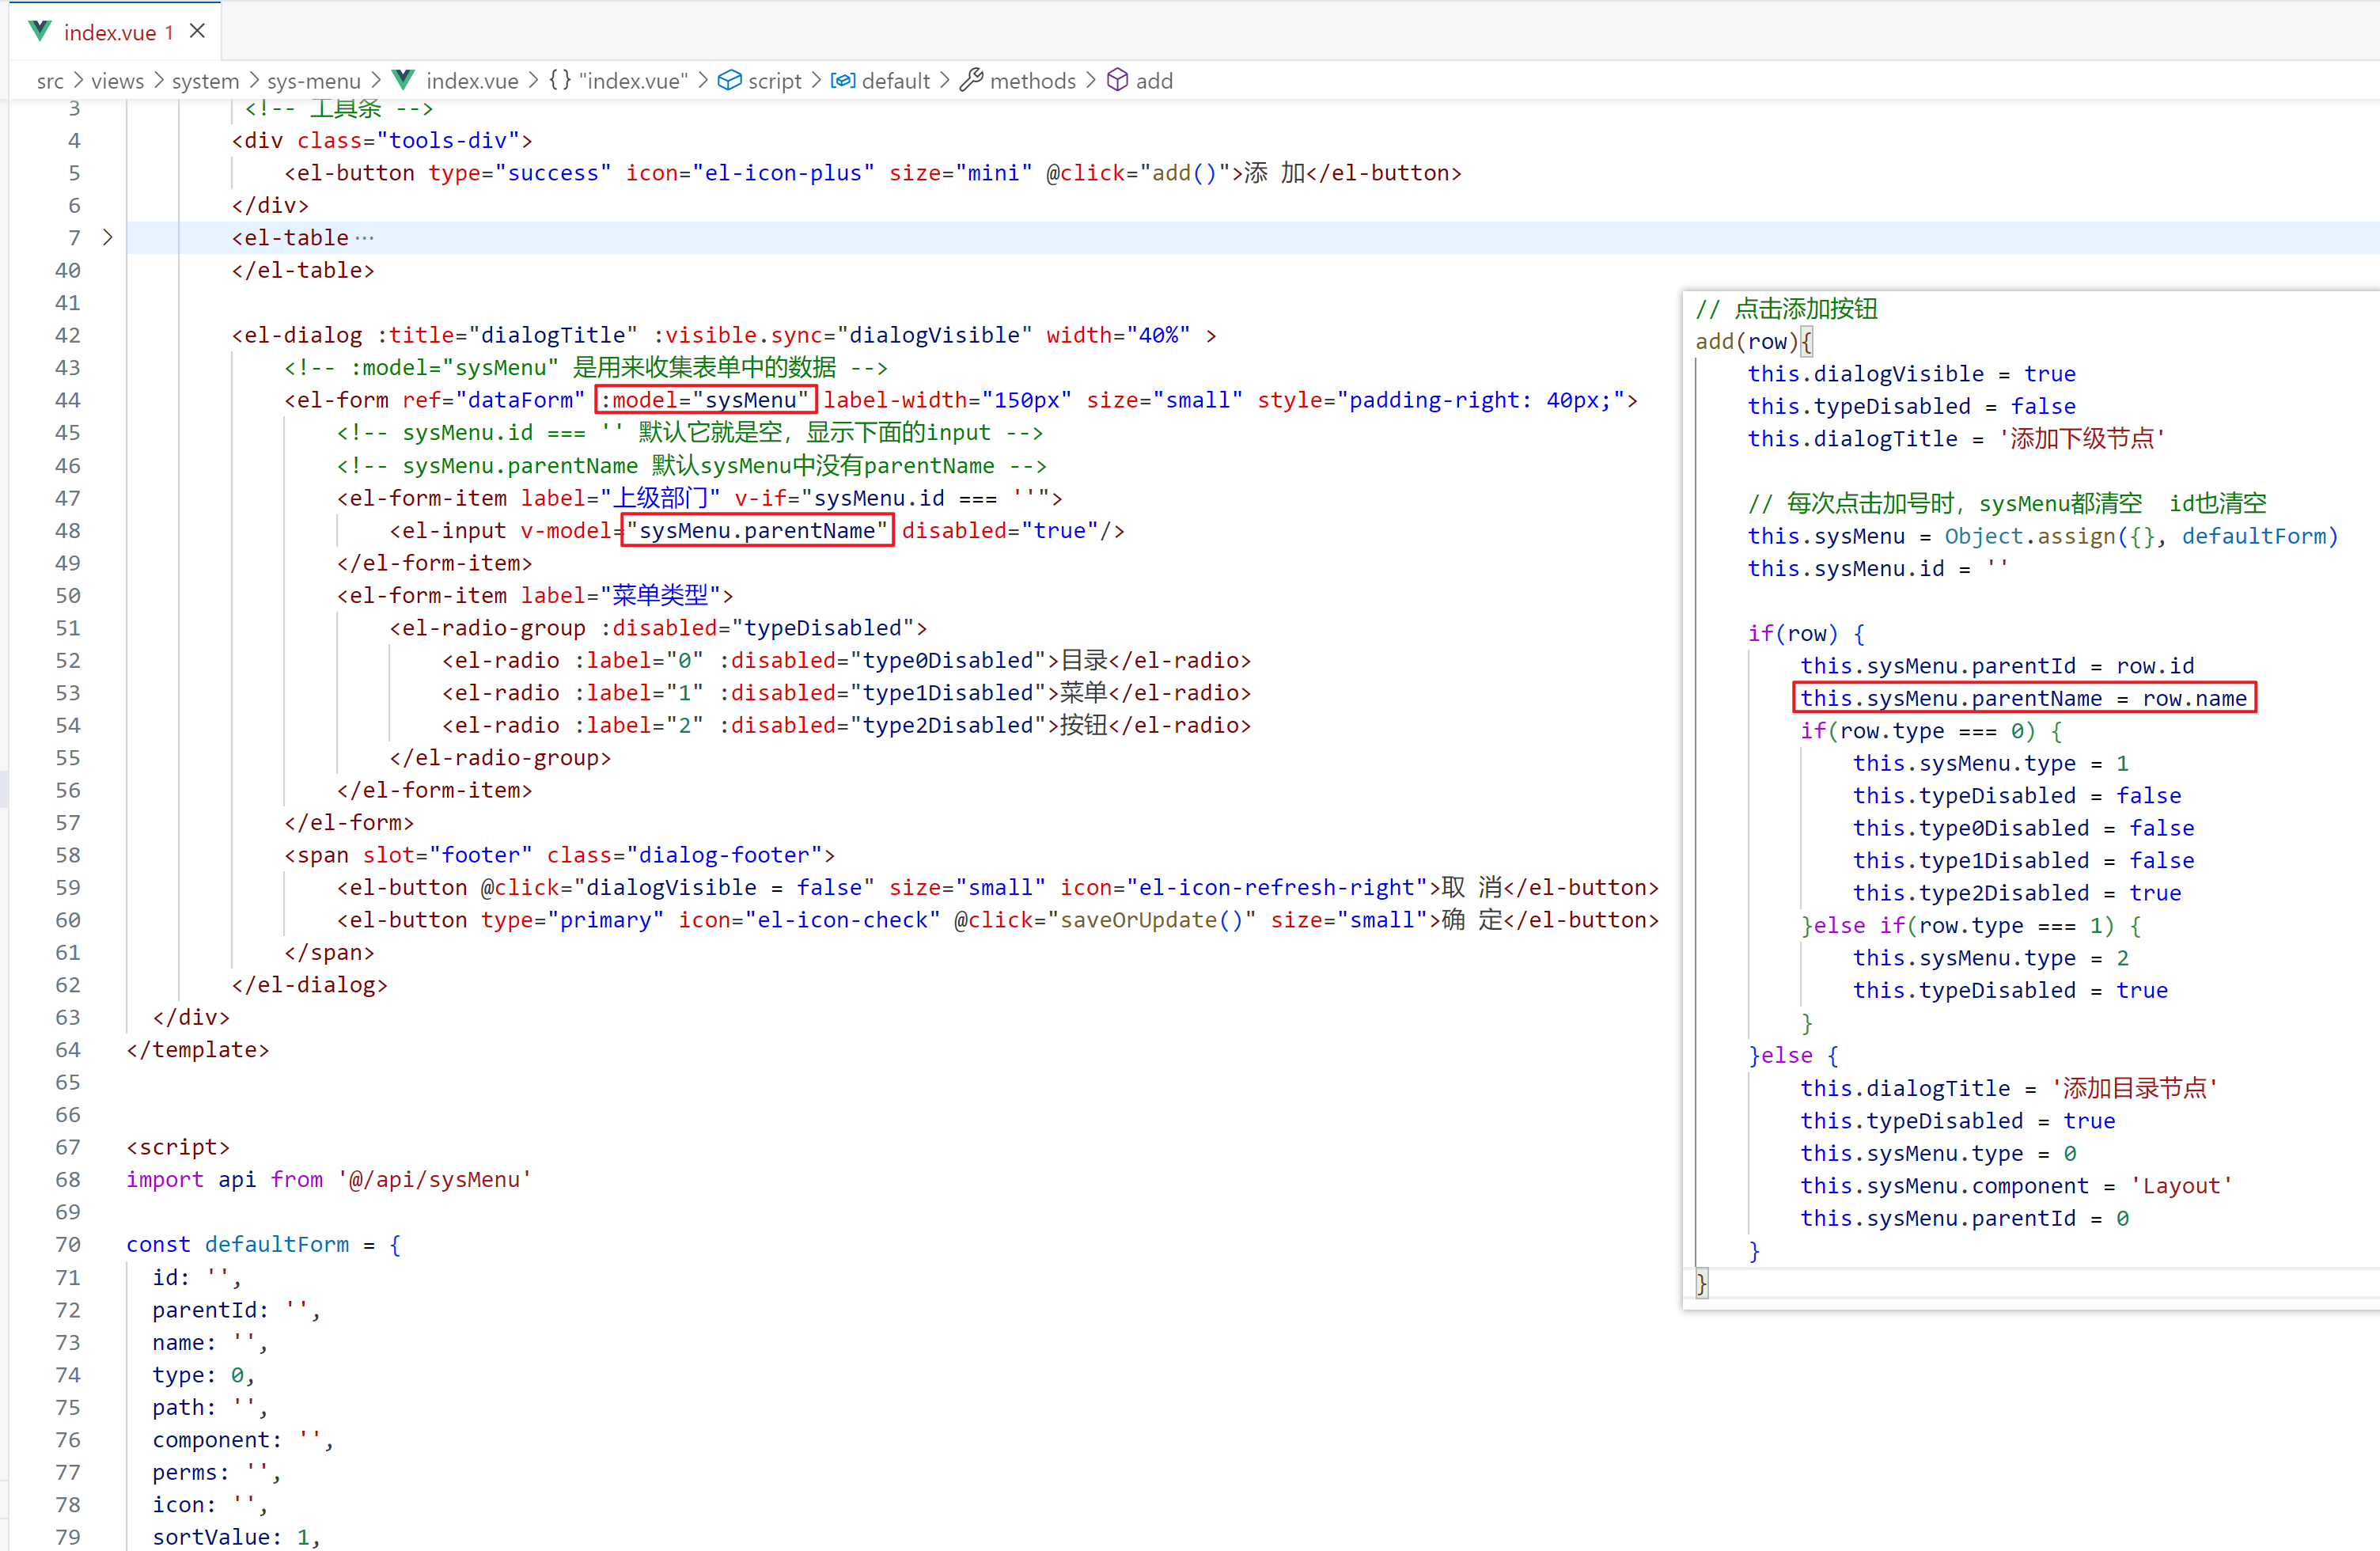 index.vue 1
src > views > system > sys-menu > index.vue > {} "index.vue" > script > default > methods > add
3 <!-- 工具条 -->
4 <div class="tools-div">
5 <el-button type="success" icon="el-icon-plus" size="mini" @click="add()">添 加</el-button>
6 </div>
7 <el-table ···
40 </el-table>
41
42 <el-dialog :title="dialogTitle" :visible.sync="dialogVisible" width="40%" >
43 <!-- :model="sysMenu" 是用来收集表单中的数据 -->
44 <el-form ref="dataForm" :model="sysMenu" label-width="150px" size="small" style="padding-right: 40px;">
45 <!-- sysMenu.id === '' 默认它就是空，显示下面的input -->
46 <!-- sysMenu.parentName 默认sysMenu中没有parentName -->
47 <el-form-item label="上级部门" v-if="sysMenu.id === ''">
48 <el-input v-model="sysMenu.parentName" disabled="true"/>
49 </el-form-item>
50 <el-form-item label="菜单类型">
51 <el-radio-group :disabled="typeDisabled">
52 <el-radio :label="0" :disabled="type0Disabled">目录</el-radio>
53 <el-radio :label="1" :disabled="type1Disabled">菜单</el-radio>
54 <el-radio :label="2" :disabled="type2Disabled">按钮</el-radio>
55 </el-radio-group>
56 </el-form-item>
57 </el-form>
58 <span slot="footer" class="dialog-footer">
59 <el-button @click="dialogVisible = false" size="small" icon="el-icon-refresh-right">取 消</el-button>
60 <el-button type="primary" icon="el-icon-check" @click="saveOrUpdate()" size="small">确 定</el-button>
61 </span>
62 </el-dialog>
63 </div>
64 </template>
65
66
67 <script>
68 import api from '@/api/sysMenu'
69
70 const defaultForm = {
71 id: '',
72 parentId: '',
73 name: '',
74 type: 0,
75 path: '',
76 component: '',
77 perms: '',
78 icon: '',
79 sortValue: 1,
// 点击添加按钮
add(row){
this.dialogVisible = true
this.typeDisabled = false
this.dialogTitle = '添加下级节点'
// 每次点击加号时，sysMenu都清空 id也清空
this.sysMenu = Object.assign({}, defaultForm)
this.sysMenu.id = ''
if(row) {
this.sysMenu.parentId = row.id
this.sysMenu.parentName = row.name
if(row.type === 0) {
this.sysMenu.type = 1
this.typeDisabled = false
this.type0Disabled = false
this.type1Disabled = false
this.type2Disabled = true
}else if(row.type === 1) {
this.sysMenu.type = 2
this.typeDisabled = true
}
}else {
this.dialogTitle = '添加目录节点'
this.typeDisabled = true
this.sysMenu.type = 0
this.sysMenu.component = 'Layout'
this.sysMenu.parentId = 0
}
}